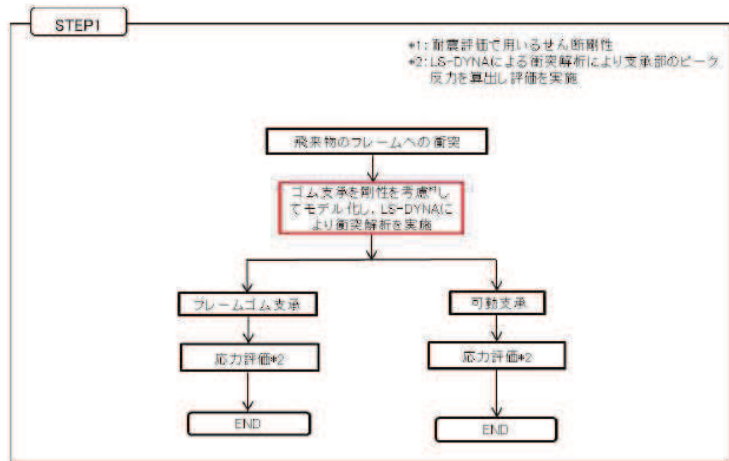 STEP1
*1:耐震評価で用いるせん断剛性
*2:LS-DYNAによる衝突解析により支承部のピーク
反力を算出し評価を実施
飛来物のフレームへの衝突
ゴム支承を剛性を考慮*1し
てモデル化し、LS-DYNAに
より衝突解析を実施
フレームゴム支承
可動支承
応力評価*2
応力評価*2
END
END